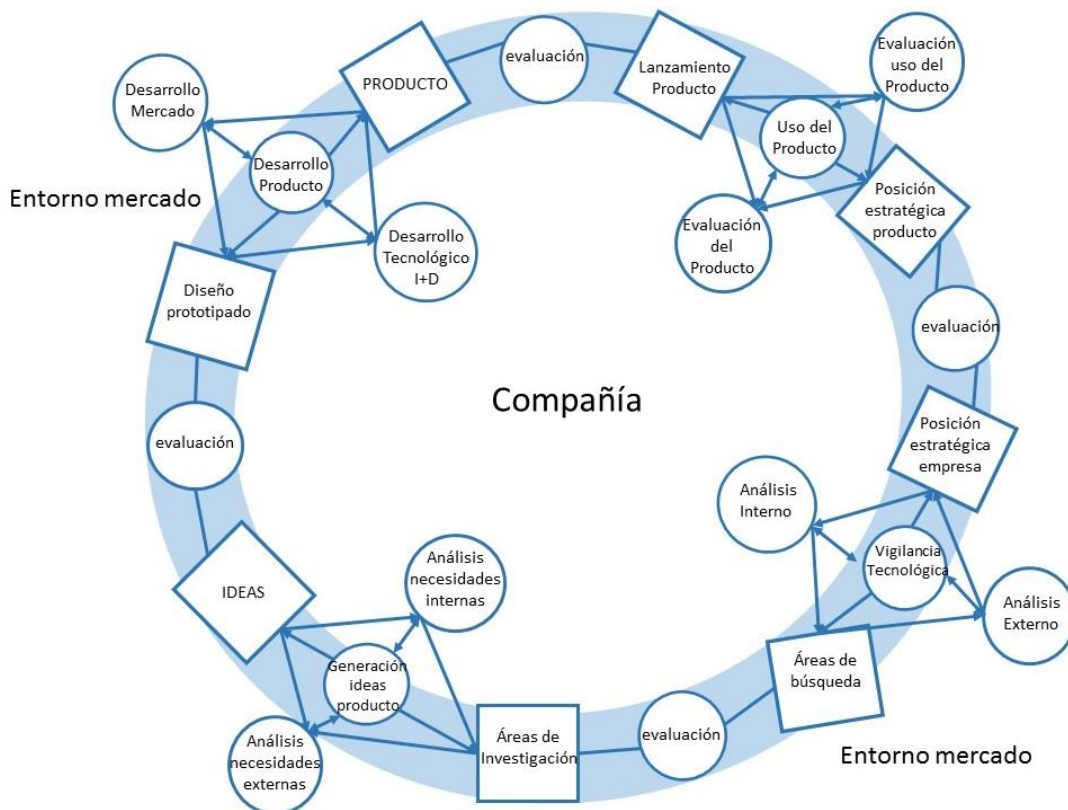 evaluación
PRODUCTO
Lanzamiento
Producto
Evaluación
uso del
Producto
Desarrollo
Mercado
Uso del
Producto
Desarrollo
Producto
Entorno mercado
Posición
estratégica
producto
Evaluación
del
Producto
Desarrollo
Tecnológico
I+D
Diseño
prototipado
evaluación
Compañía
evaluación
Posición
estratégica
empresa
Análisis
Interno
Vigilancia
Tecnológica
Análisis
necesidades
internas
IDEAS
Análisis
Externo
Áreas de
búsqueda
Generación
ideas
producto
evaluación
Áreas de
Investigación
Análisis
necesidades
externas
Entorno mercado